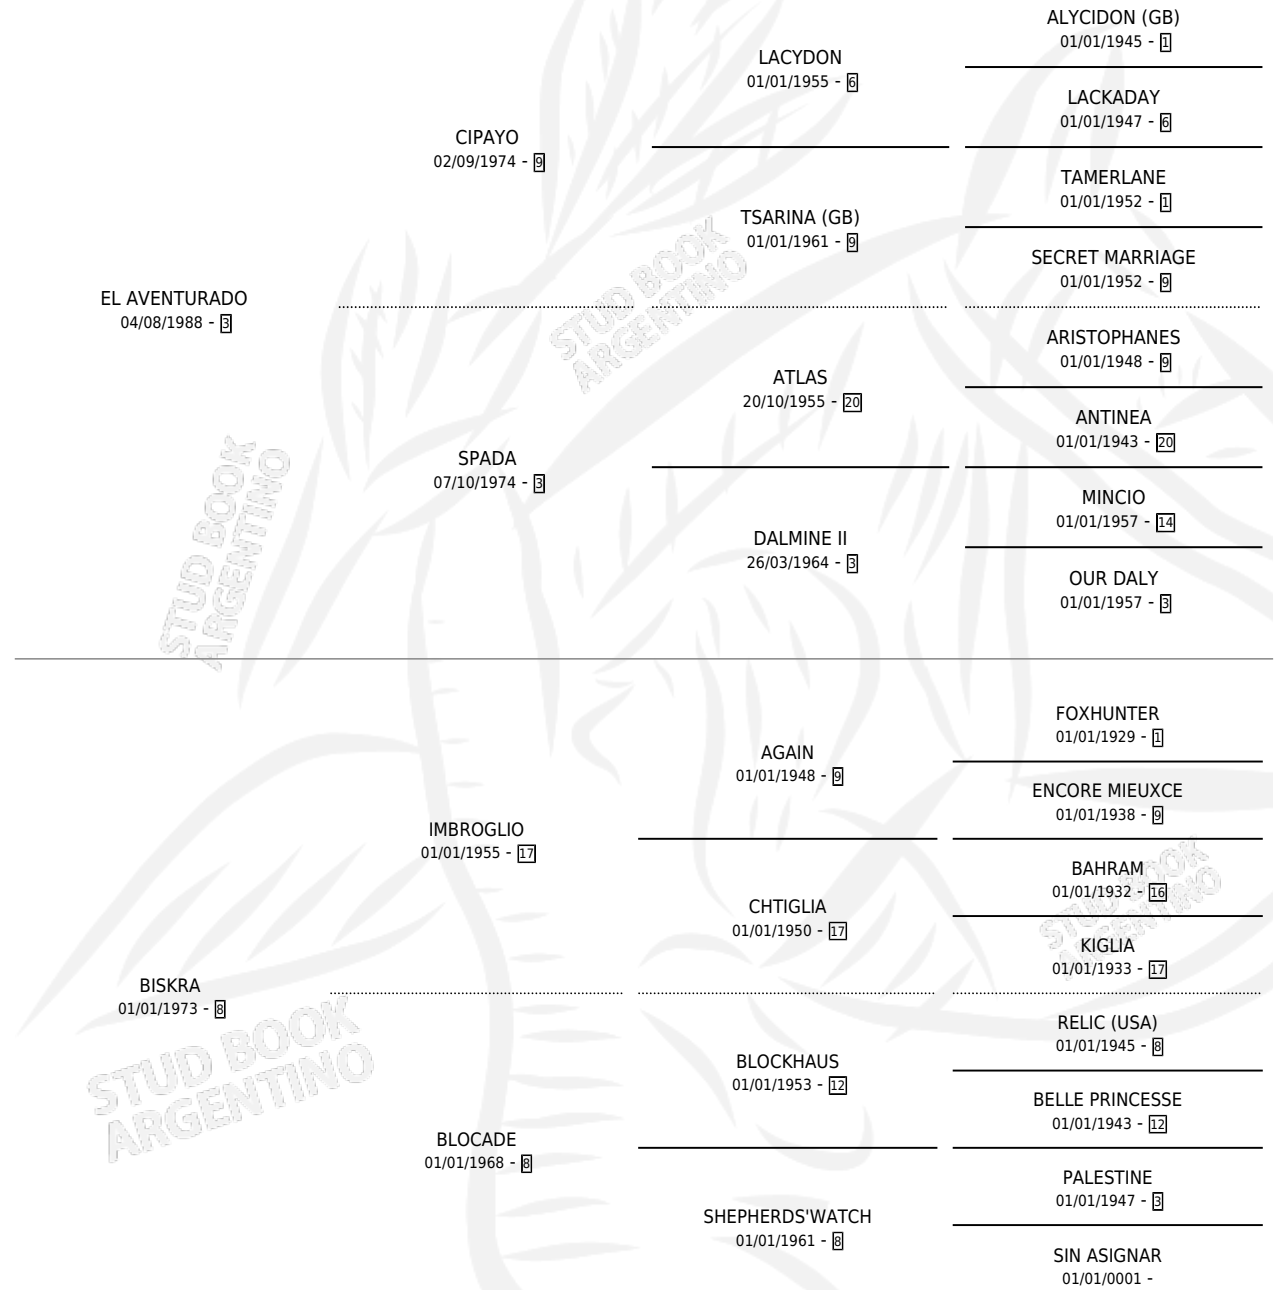 ALYCIDON (GB)
01/01/1945 - 1
LACYDON
01/01/1955 - 6
LACKADAY
01/01/1947 - 6
CIPAYO
02/09/1974 - 9
TAMERLANE
01/01/1952 - 1
TSARINA (GB)
01/01/1961 - 9
SECRET MARRIAGE
01/01/1952 - 9
EL AVENTURADO
04/08/1988 - 3
STUD BOOK
ARGENTINO
ARISTOPHANES
01/01/1948 - 9
ATLAS
20/10/1955 - 20
ANTINEA
01/01/1943 - 20
SPADA
07/10/1974 - 3
MINCIO
01/01/1957 - 14
DALMINE II
26/03/1964 - 3
OUR DALY
01/01/1957 - 3
STUD BOOK
ARGENTINO
FOXHUNTER
01/01/1929 - 1
AGAIN
01/01/1948 - 9
ENCORE MIEUXCE
01/01/1938 - 9
IMBROGLIO
01/01/1955 - 17
BAHRAM
01/01/1932 - 16
CHTIGLIA
01/01/1950 - 17
KIGLIA
01/01/1933 - 17
STUD BOOK
ARGENTINO
BISKRA
01/01/1973 - 8
RELIC (USA)
01/01/1945 - 8
BLOCKHAUS
01/01/1953 - 12
BELLE PRINCESSE
01/01/1943 - 12
STUD BOOK
ARGENTINO
BLOCADE
01/01/1968 - 8
PALESTINE
01/01/1947 - 3
SHEPHERDS'WATCH
01/01/1961 - 8
SIN ASIGNAR
01/01/0001 -